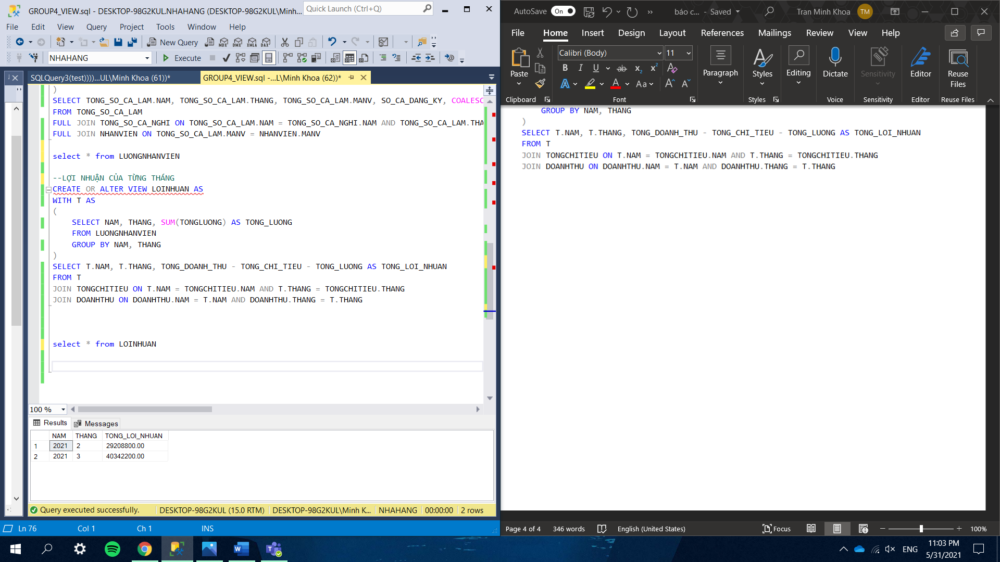 GROUP4_VIEW.sql - DESKTOP-98G2KUL.NHAHANG (DESKTOP-98G2KUL\Minh...
Quick Launch (Ctrl+Q)
File Edit View Query Project Tools Window Help
New Query
MDX DMX XMLA DAX
NHAHANG
Execute
SQLQuery3(test))))...UL\Minh Khoa (61))*
GROUP4_VIEW.sql -...L\Minh Khoa (62))*
)
SELECT TONG_SO_CA_LAM.NAM, TONG_SO_CA_LAM.THANG, TONG_SO_CA_LAM.MANV, SO_CA_DANG_KY, COALESC
FROM TONG_SO_CA_LAM
FULL JOIN TONG_SO_CA_NGHI ON TONG_SO_CA_LAM.NAM = TONG_SO_CA_NGHI.NAM AND TONG_SO_CA_LAM.THA
FULL JOIN NHANVIEN ON TONG_SO_CA_LAM.MANV = NHANVIEN.MANV
select * from LUONGNHANVIEN
--LỢI NHUẬN CỦA TỪNG THÁNG
CREATE OR ALTER VIEW LOINHUAN AS
WITH T AS
(
SELECT NAM, THANG, SUM(TONGLUONG) AS TONG_LUONG
FROM LUONGNHANVIEN
GROUP BY NAM, THANG
)
SELECT T.NAM, T.THANG, TONG_DOANH_THU - TONG_CHI_TIEU - TONG_LUONG AS TONG_LOI_NHUAN
FROM T
JOIN TONGCHITIEU ON T.NAM = TONGCHITIEU.NAM AND T.THANG = TONGCHITIEU.THANG
JOIN DOANHTHU ON DOANHTHU.NAM = T.NAM AND DOANHTHU.THANG = T.THANG
select * from LOINHUAN
100 %
Results Messages
NAM THANG TONG_LOI_NHUAN
1 2021 2 29208800.00
2 2021 3 40342200.00
Query executed successfully. DESKTOP-98G2KUL (15.0 RTM) DESKTOP-98G2KUL\Minh K... NHAHANG 00:00:00 2 rows
Ln 76 Col 1 Ch 1 INS
AutoSave On báo c... - Saved Tran Minh Khoa TM
File Home Insert Design Layout References Mailings Review View Help
Calibri (Body) 11
Paste
Paragraph Styles Editing Dictate Sensitivity Editor Reuse Files
Clipboard Font Styles Voice Sensitivity Editor Reuse Files
GROUP BY NAM, THANG
)
SELECT T.NAM, T.THANG, TONG_DOANH_THU - TONG_CHI_TIEU - TONG_LUONG AS TONG_LOI_NHUAN
FROM T
JOIN TONGCHITIEU ON T.NAM = TONGCHITIEU.NAM AND T.THANG = TONGCHITIEU.THANG
JOIN DOANHTHU ON DOANHTHU.NAM = T.NAM AND DOANHTHU.THANG = T.THANG
Page 4 of 4 346 words English (United States) Focus 100%
ENG
11:03 PM
5/31/2021